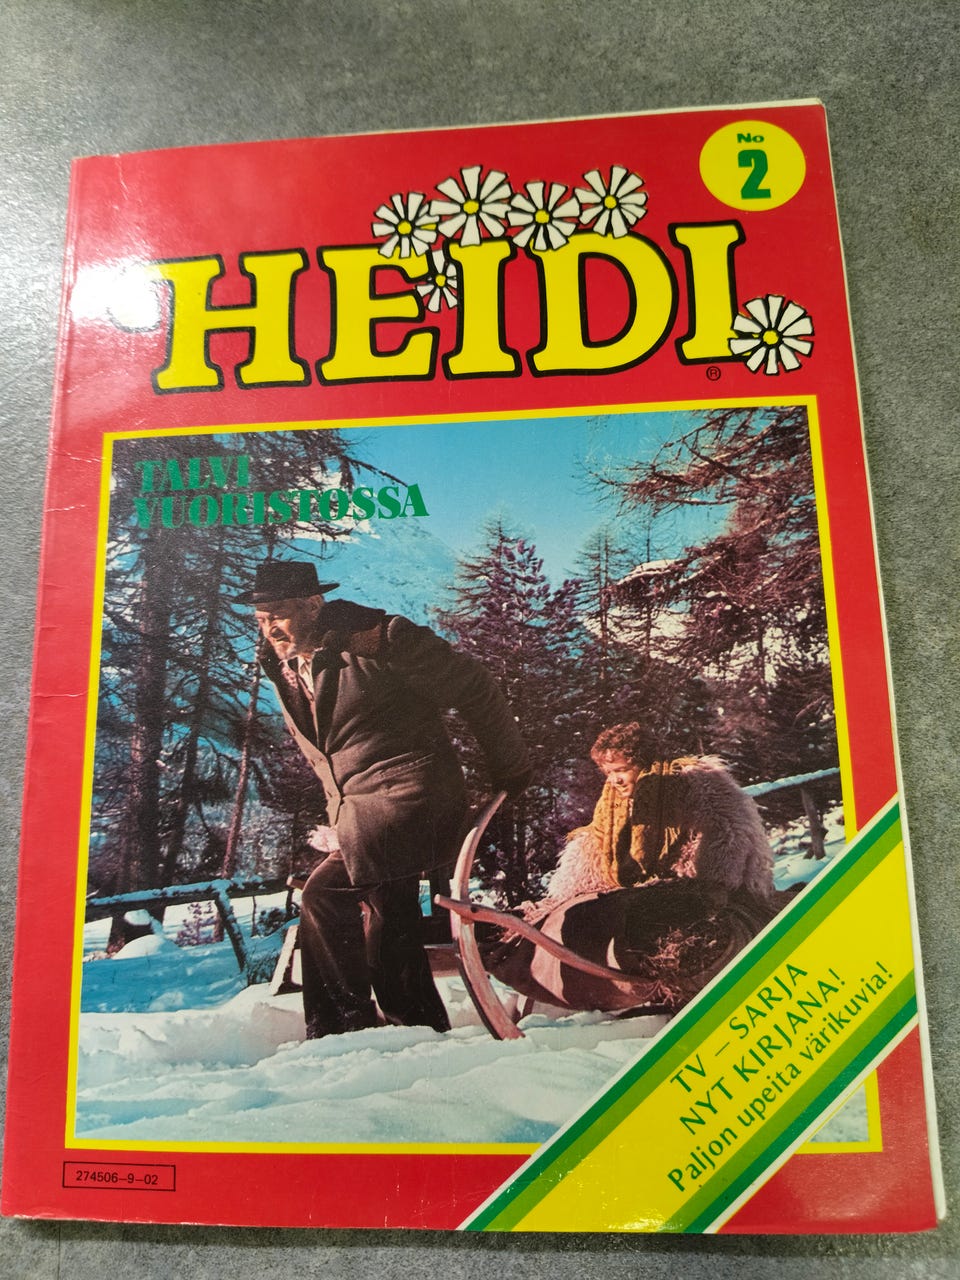 No
2
HEIDI
®
TALVI
VUORISTOSSA
TV – SARJA
NYT KIRJANA!
Paljon upeita värikuvia!
274506–9–02